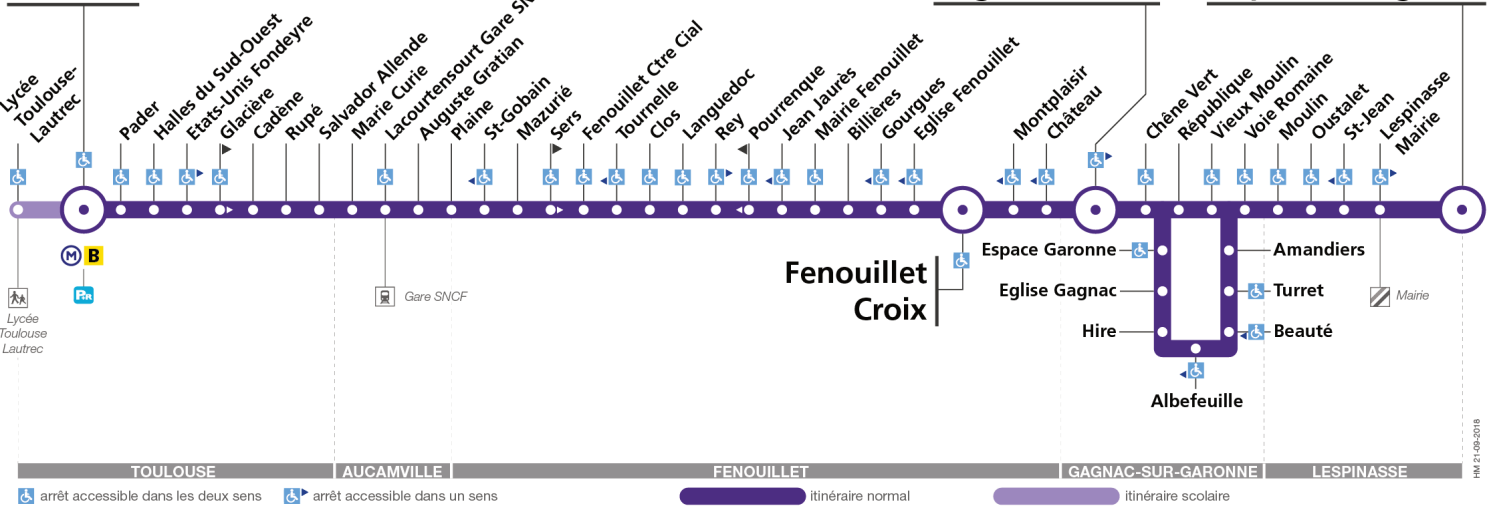 Lycée
Toulouse-
Lautrec
Pader
Halles du Sud-Ouest
Etats-Unis Fondeyre
Glacière
Cadène
Rupé
Salvador Allende
Marie Curie
Lacourtensourt Gare
Auguste Gratian
Plaine
St-Gobain
Mazurié
Sers
Fenouillet Ctre Cial
Tournelle
Clos
Languedoc
Rey
Pourrenque
Jean Jaurès
Mairie Fenouillet
Billières
Gourgues
Eglise Fenouillet
Montplaisir
Château
Chêne Vert
République
Vieux Moulin
Voie Romaine
Moulin
Oustalet
St-Jean
Lespinasse
Mairie
M B
P+R
Lycée
Toulouse
Lautrec
Gare SNCF
Fenouillet
Croix
Espace Garonne
Eglise Gagnac
Hire
Amandiers
Turret
Beauté
Albefeuille
Mairie
HM 21-09-2018
TOULOUSE
AUCAMVILLE
FENOUILLET
GAGNAC-SUR-GARONNE
LESPINASSE
arrêt accessible dans les deux sens
arrêt accessible dans un sens
itinéraire normal
itinéraire scolaire